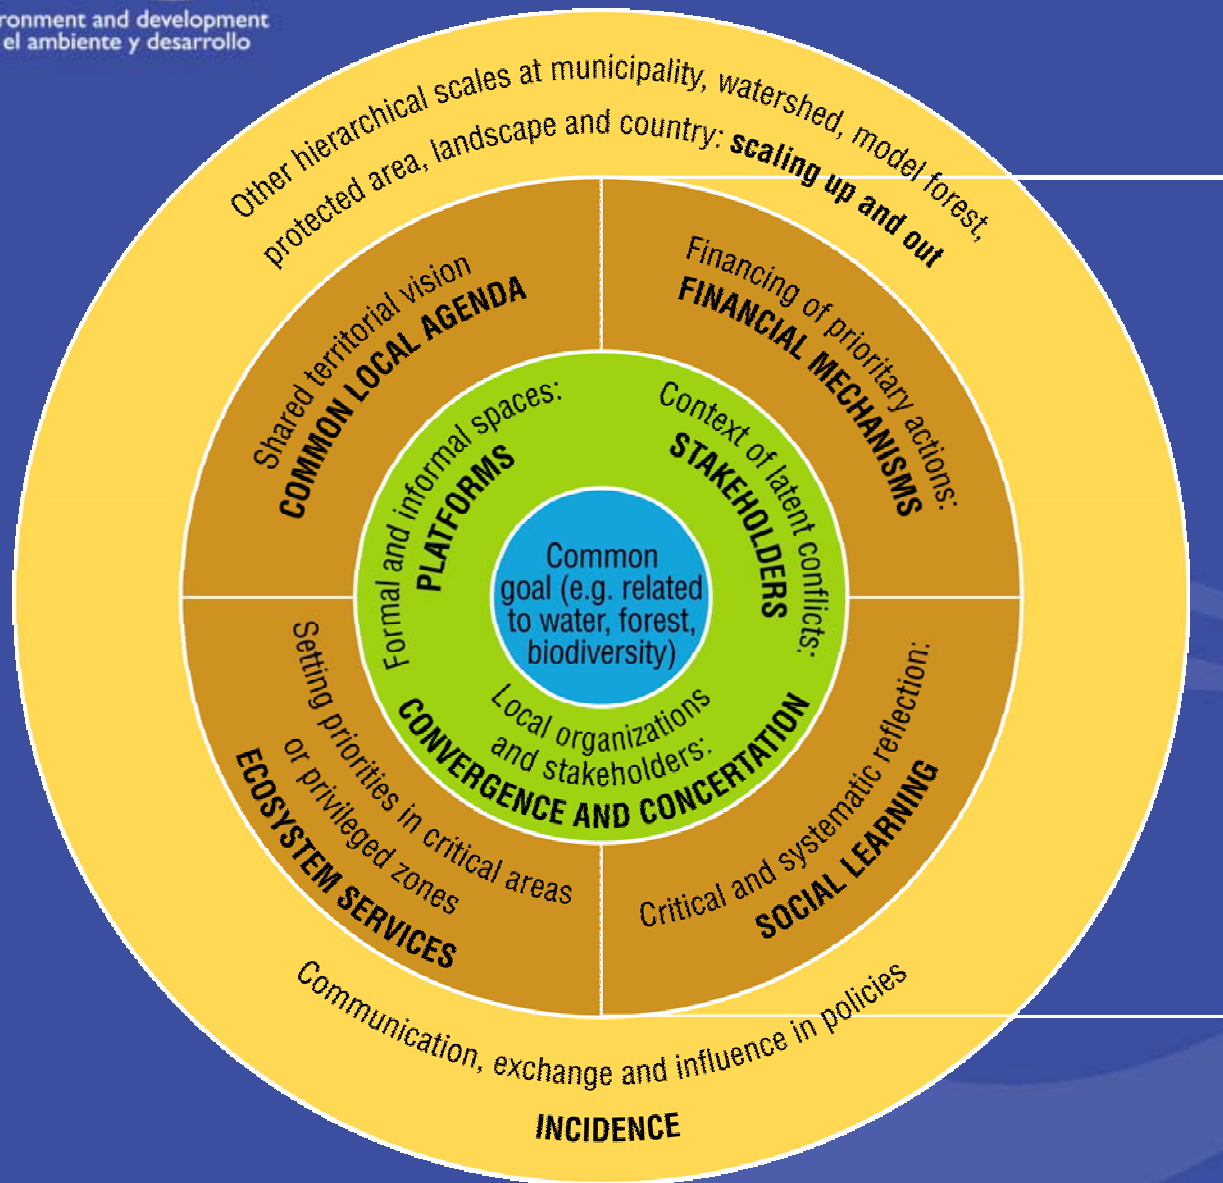 ronment and development
el ambiente y desarrollo
Other hierarchical scales at municipality, watershed, model forest,
protected area, landscape and country: scaling up and out
Shared territorial vision
COMMON LOCAL AGENDA
Financing of prioritary actions:
FINANCIAL MECHANISMS
Formal and informal spaces:
PLATFORMS
Context of latent conflicts:
STAKEHOLDERS
Common
goal (e.g. related
to water, forest,
biodiversity)
Local organizations
and stakeholders:
CONVERGENCE AND CONCERTATION
Setting priorities in critical areas
or privileged zones
ECOSYSTEM SERVICES
Critical and systematic reflection:
SOCIAL LEARNING
Communication, exchange and influence in policies
INCIDENCE